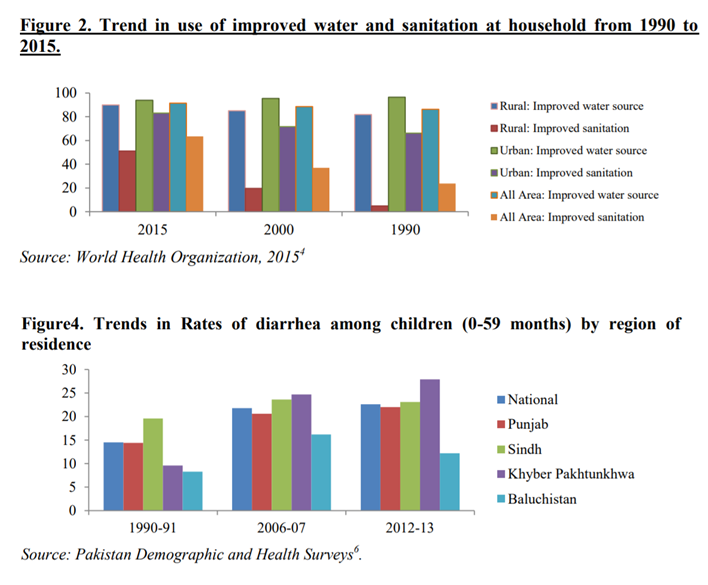 Figure 2. Trend in use of improved water and sanitation at household from 1990 to
2015.
100
80
60
40
20
0
2015 2000 1990
Rural: Improved water source
Rural: Improved sanitation
Urban: Improved water source
Urban: Improved sanitation
All Area: Improved water source
All Area: Improved sanitation
Source: World Health Organization, 2015⁴
Figure4. Trends in Rates of diarrhea among children (0-59 months) by region of
residence
30
25
20
15
10
5
0
1990-91 2006-07 2012-13
National
Punjab
Sindh
Khyber Pakhtunkhwa
Baluchistan
Source: Pakistan Demographic and Health Surveys⁶.